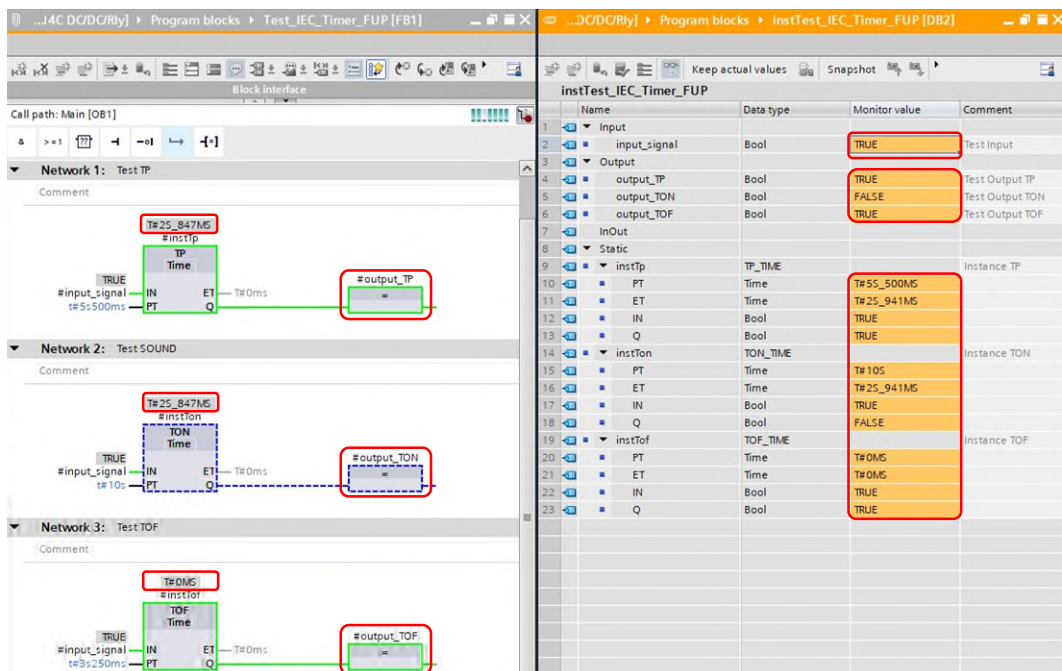 ...J4C DC/DC/Rly] ▸ Program blocks ▸ Test_IEC_Timer_FUP [FB1]
Block interface
Call path: Main [OB1]
& >=1 ?? -[=]
Network 1: Test TP
Comment
T#2S_847MS
#instTp
TP
Time
TRUE
#output_TP
#input_signal IN ET T#0ms =
t#5s500ms PT Q
Network 2: Test SOUND
Comment
T#2S_847MS
#instTon
TON
Time
TRUE
#output_TON
#input_signal IN ET T#0ms =
t#10s PT Q
Network 3: Test TOF
Comment
T#0MS
#instTof
TOF
Time
TRUE
#output_TOF
#input_signal IN ET T#0ms =
t#3s250ms PT Q
...DC/DC/Rly] ▸ Program blocks ▸ instTest_IEC_Timer_FUP [DB2]
Keep actual values Snapshot
instTest_IEC_Timer_FUP
Name Data type Monitor value Comment
1 Input
2 input_signal Bool TRUE Test Input
3 Output
4 output_TP Bool TRUE Test Output TP
5 output_TON Bool FALSE Test Output TON
6 output_TOF Bool TRUE Test Output TOF
7 InOut
8 Static
9 instTp TP_TIME Instance TP
10 PT Time T#5S_500MS
11 ET Time T#2S_941MS
12 IN Bool TRUE
13 Q Bool TRUE
14 instTon TON_TIME Instance TON
15 PT Time T#10S
16 ET Time T#2S_941MS
17 IN Bool TRUE
18 Q Bool FALSE
19 instTof TOF_TIME Instance TOF
20 PT Time T#0MS
21 ET Time T#0MS
22 IN Bool TRUE
23 Q Bool TRUE